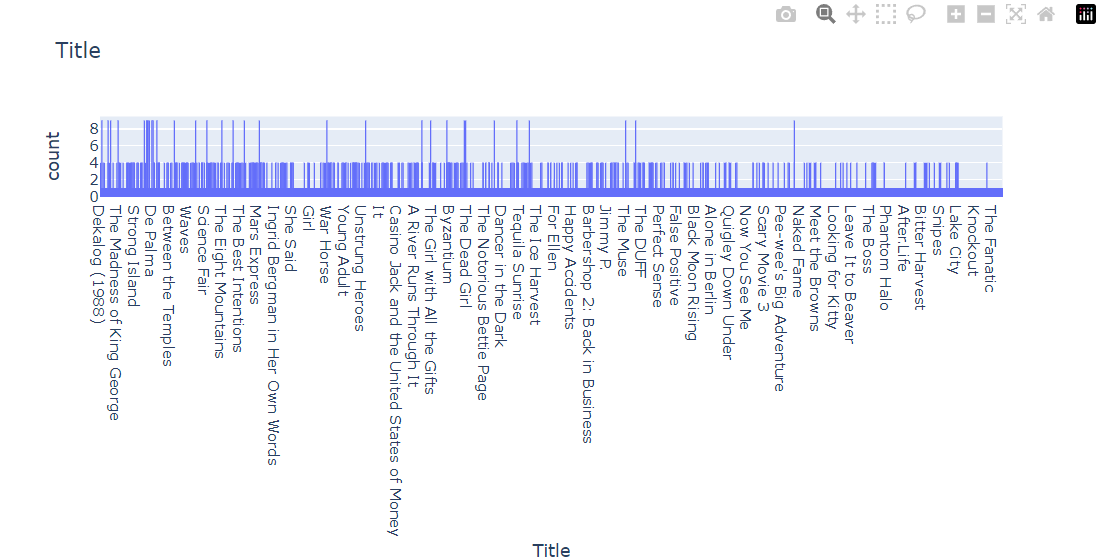 Title
count
8
6
4
2
0
Dekalog (1988)
The Madness of King George
Strong Island
De Palma
Between the Temples
Waves
Science Fair
The Eight Mountains
The Best Intentions
Mars Express
Ingrid Bergman in Her Own Words
She Said
Girl
War Horse
Young Adult
Unstrung Heroes
It
Casino Jack and the United States of Money
A River Runs Through It
The Girl with All the Gifts
Byzantium
The Dead Girl
The Notorious Bettie Page
Dancer in the Dark
Tequila Sunrise
The Ice Harvest
For Ellen
Happy Accidents
Barbershop 2: Back in Business
Jimmy P.
The Muse
The DUFF
Perfect Sense
False Positive
Black Moon Rising
Alone in Berlin
Quigley Down Under
Now You See Me
Scary Movie 3
Pee-wee's Big Adventure
Naked Fame
Meet the Browns
Looking for Kitty
Leave It to Beaver
The Boss
Phantom Halo
After.Life
Bitter Harvest
Snipes
Lake City
Knockout
The Fanatic
Title